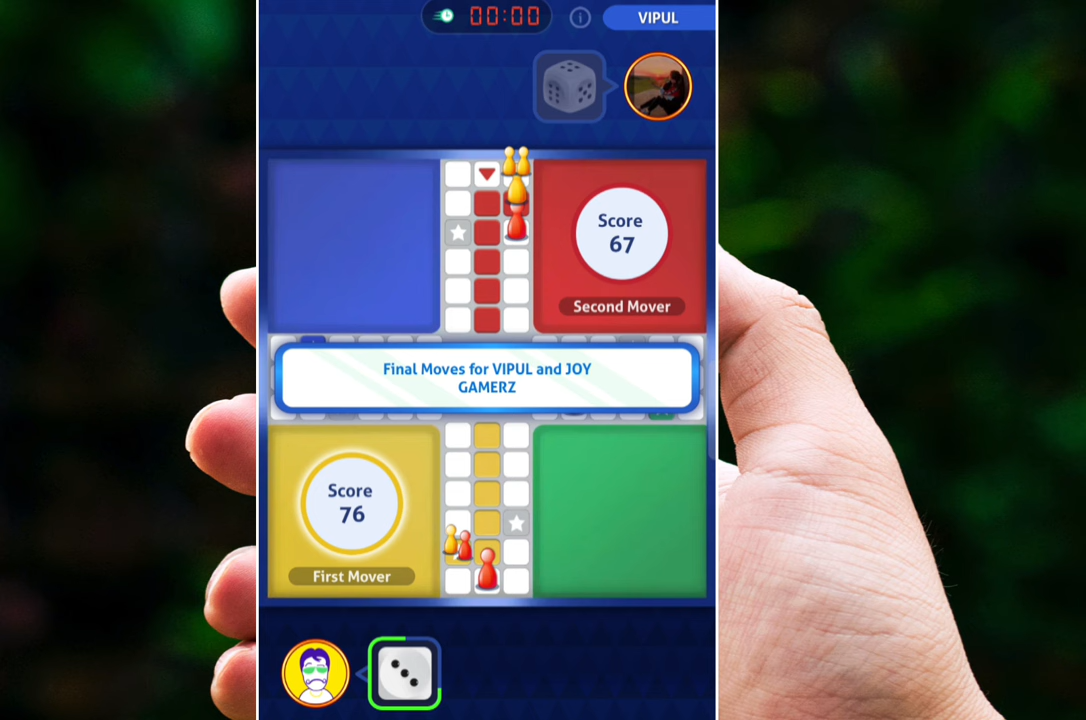 00:00
VIPUL
Score
67
Second Mover
Final Moves for VIPUL and JOY
GAMERZ
Score
76
First Mover